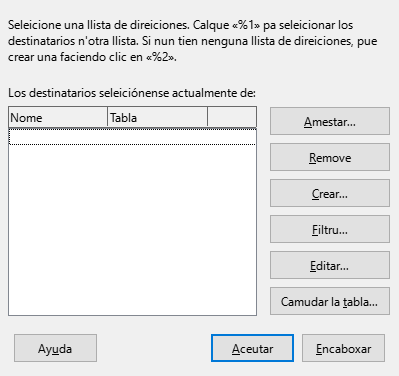 Seleicione una llista de direiciones. Calque «%1» pa selicionar los
destinatarios n'otra llista. Si nun tien nenguna llista de direiciones, pue
crear una faciendo clic en «%2».
Los destinatarios seleiciónense actualmente de:
Nome Tabla
Amestar...
Remove
Crear...
Filtru...
Editar...
Camudar la tabla...
Ayuda Aceutar Encaboxar